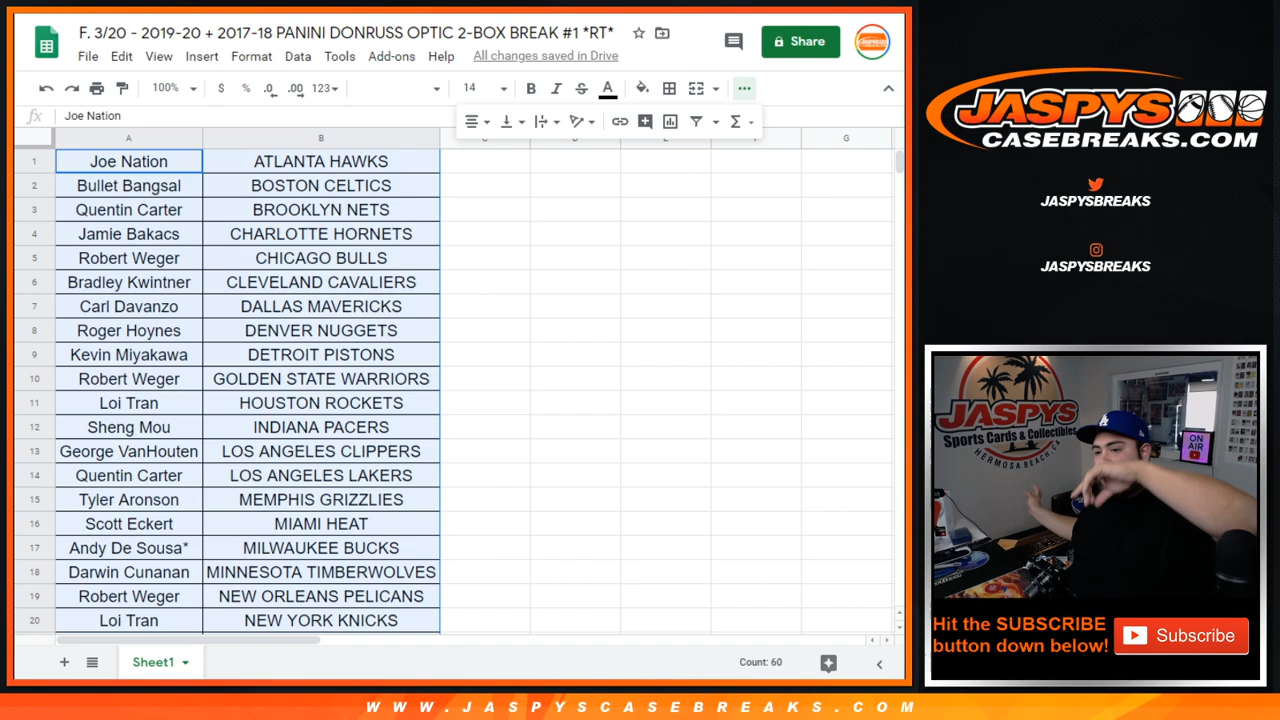 F. 3/20 - 2019-20 + 2017-18 PANINI DONRUSS OPTIC 2-BOX BREAK #1 *RT*
File Edit View Insert Format Data Tools Add-ons Help All changes saved in Drive
Share
100% $ % .0 .00 123 14 B I S A
fx Joe Nation
A B C D E F G
1 Joe Nation ATLANTA HAWKS
2 Bullet Bangsal BOSTON CELTICS
3 Quentin Carter BROOKLYN NETS
4 Jamie Bakacs CHARLOTTE HORNETS
5 Robert Weger CHICAGO BULLS
6 Bradley Kwintner CLEVELAND CAVALIERS
7 Carl Davanzo DALLAS MAVERICKS
8 Roger Hoynes DENVER NUGGETS
9 Kevin Miyakawa DETROIT PISTONS
10 Robert Weger GOLDEN STATE WARRIORS
11 Loi Tran HOUSTON ROCKETS
12 Sheng Mou INDIANA PACERS
13 George VanHouten LOS ANGELES CLIPPERS
14 Quentin Carter LOS ANGELES LAKERS
15 Tyler Aronson MEMPHIS GRIZZLIES
16 Scott Eckert MIAMI HEAT
17 Andy De Sousa* MILWAUKEE BUCKS
18 Darwin Cunanan MINNESOTA TIMBERWOLVES
19 Robert Weger NEW ORLEANS PELICANS
20 Loi Tran NEW YORK KNICKS
Sheet1
Count: 60
JASPYS
CASEBREAKS.COM
JASPYSBREAKS
JASPYSBREAKS
JASPYS
Sports Cards & Collectibles
HERMOSA BEACH, CA
ON
AIR
LA
Hit the SUBSCRIBE
button down below!
Subscribe
WWW.JASPYSCASEBREAKS.COM